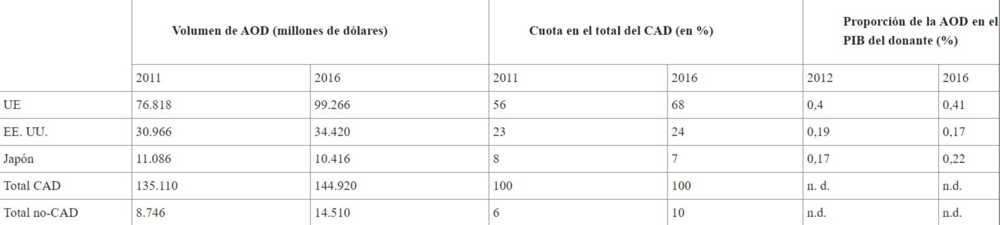 Volumen de AOD (millones de dólares) Cuota en el total del CAD (en %) Proporción de la AOD en el
PIB del donante (%)
2011 2016 2011 2016 2012 2016
UE 76.818 99.266 56 68 0,4 0,41
EE. UU. 30.966 34.420 23 24 0,19 0,17
Japón 11.086 10.416 8 7 0,17 0,22
Total CAD 135.110 144.920 100 100 n. d. n.d.
Total no-CAD 8.746 14.510 6 10 n.d. n.d.